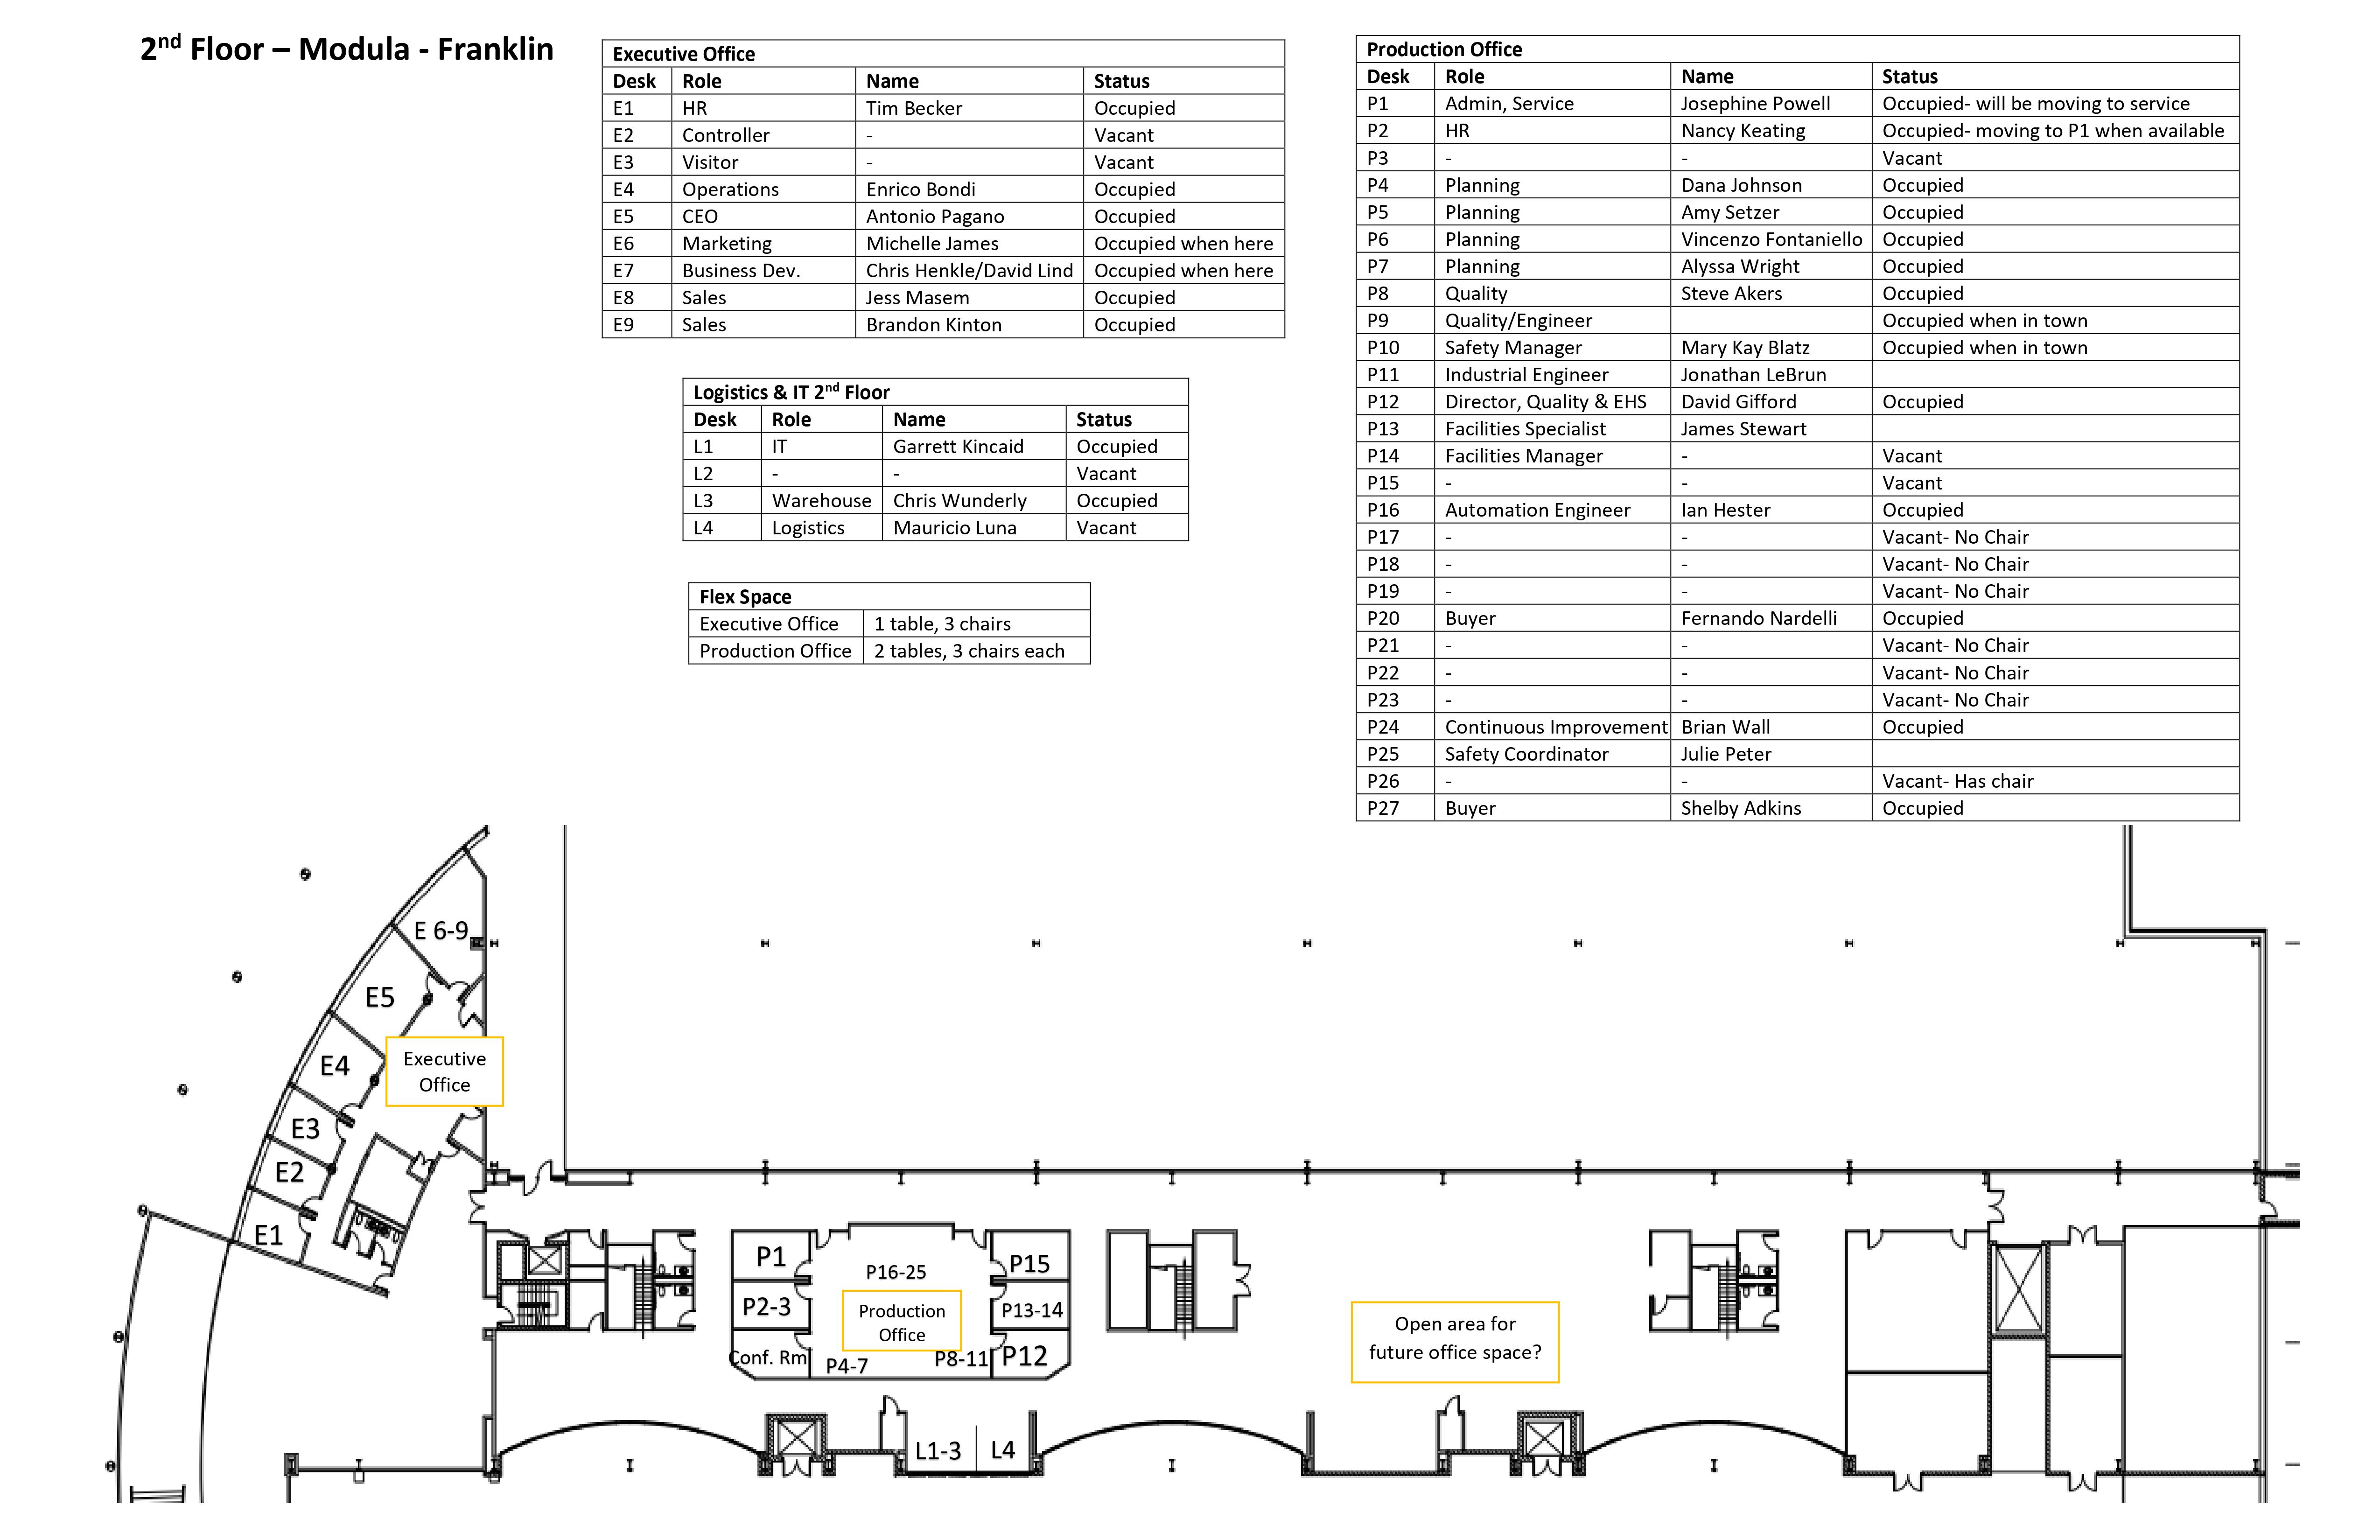 2nd Floor – Modula - Franklin
Executive Office
Desk Role Name Status
E1 HR Tim Becker Occupied
E2 Controller - Vacant
E3 Visitor - Vacant
E4 Operations Enrico Bondi Occupied
E5 CEO Antonio Pagano Occupied
E6 Marketing Michelle James Occupied when here
E7 Business Dev. Chris Henkle/David Lind Occupied when here
E8 Sales Jess Masem Occupied
E9 Sales Brandon Kinton Occupied
Logistics & IT 2nd Floor
Desk Role Name Status
L1 IT Garrett Kincaid Occupied
L2 - - Vacant
L3 Warehouse Chris Wunderly Occupied
L4 Logistics Mauricio Luna Vacant
Flex Space
Executive Office 1 table, 3 chairs
Production Office 2 tables, 3 chairs each
Production Office
Desk Role Name Status
P1 Admin, Service Josephine Powell Occupied- will be moving to service
P2 HR Nancy Keating Occupied- moving to P1 when available
P3 - - Vacant
P4 Planning Dana Johnson Occupied
P5 Planning Amy Setzer Occupied
P6 Planning Vincenzo Fontaniello Occupied
P7 Planning Alyssa Wright Occupied
P8 Quality Steve Akers Occupied
P9 Quality/Engineer Occupied when in town
P10 Safety Manager Mary Kay Blatz Occupied when in town
P11 Industrial Engineer Jonathan LeBrun
P12 Director, Quality & EHS David Gifford Occupied
P13 Facilities Specialist James Stewart
P14 Facilities Manager - Vacant
P15 - - Vacant
P16 Automation Engineer Ian Hester Occupied
P17 - - Vacant- No Chair
P18 - - Vacant- No Chair
P19 - - Vacant- No Chair
P20 Buyer Fernando Nardelli Occupied
P21 - - Vacant- No Chair
P22 - - Vacant- No Chair
P23 - - Vacant- No Chair
P24 Continuous Improvement Brian Wall Occupied
P25 Safety Coordinator Julie Peter
P26 - - Vacant- Has chair
P27 Buyer Shelby Adkins Occupied
E 6-9
E5
E4
Executive
Office
E3
E2
E1
P1
P2-3
Conf. Rm
P16-25
Production
Office
P4-7
P8-11
P15
P13-14
P12
L1-3
L4
Open area for
future office space?